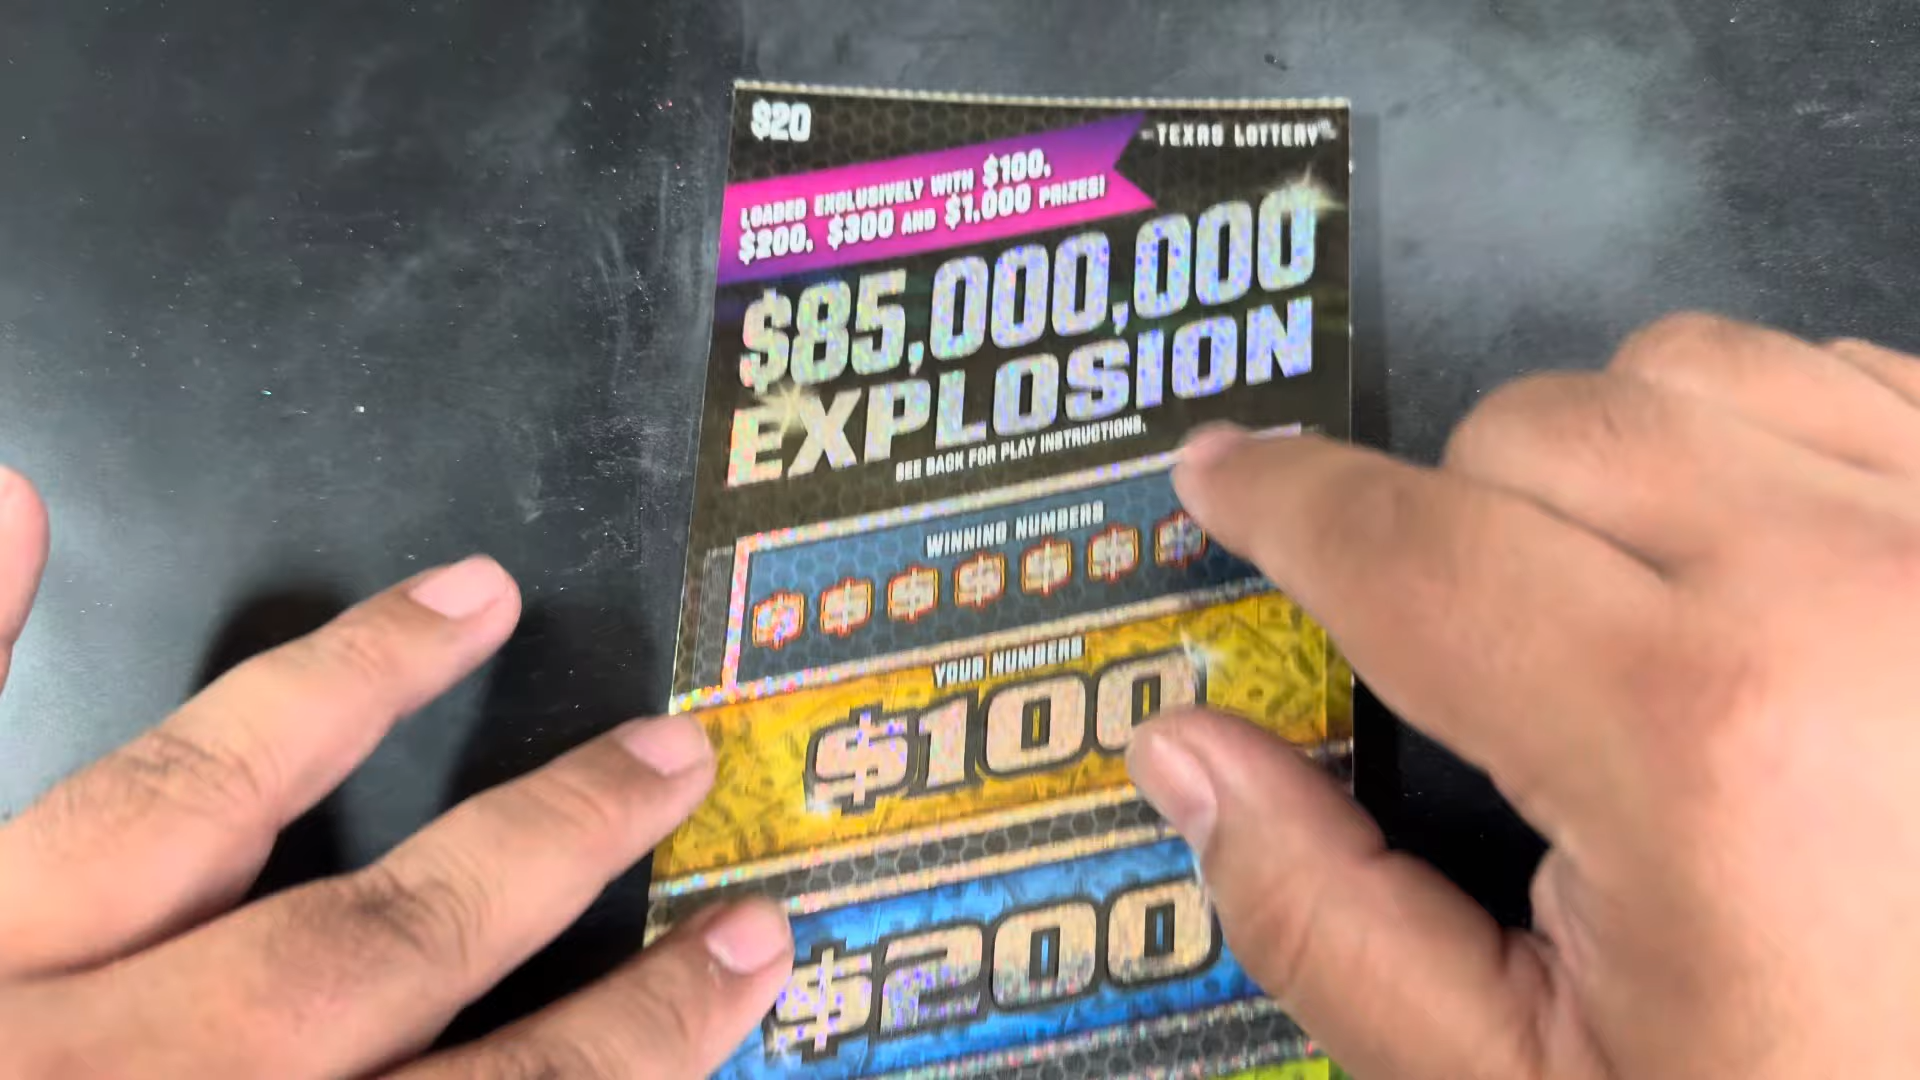 $20
TEXAS LOTTERY
LOADED EXCLUSIVELY WITH $100,
$200, $300 AND $1,000 PRIZES!
$85,000,000
EXPLOSION
SEE BACK FOR PLAY INSTRUCTIONS.
WINNING NUMBERS
$ $ $ $ $ $ $
YOUR NUMBERS
$100
$200